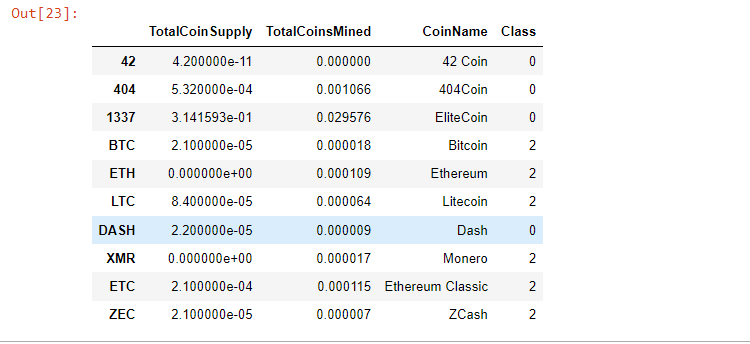 Out[23]:
TotalCoinSupply TotalCoinsMined CoinName Class
42 4.200000e-11 0.000000 42 Coin 0
404 5.320000e-04 0.001066 404Coin 0
1337 3.141593e-01 0.029576 EliteCoin 0
BTC 2.100000e-05 0.000018 Bitcoin 2
ETH 0.000000e+00 0.000109 Ethereum 2
LTC 8.400000e-05 0.000064 Litecoin 2
DASH 2.200000e-05 0.000009 Dash 0
XMR 0.000000e+00 0.000017 Monero 2
ETC 2.100000e-04 0.000115 Ethereum Classic 2
ZEC 2.100000e-05 0.000007 ZCash 2